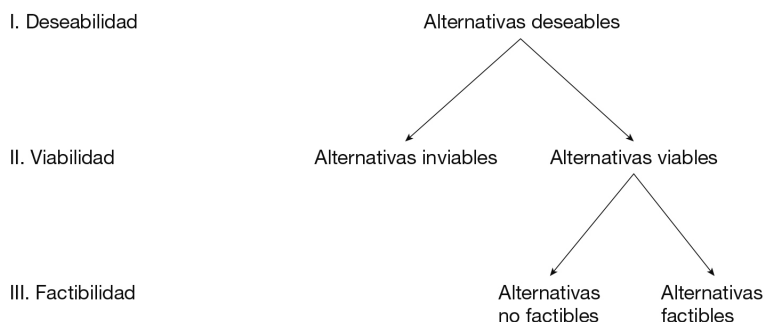 I. Deseabilidad
Alternativas deseables
II. Viabilidad
Alternativas inviables
Alternativas viables
III. Factibilidad
Alternativas
no factibles
Alternativas
factibles